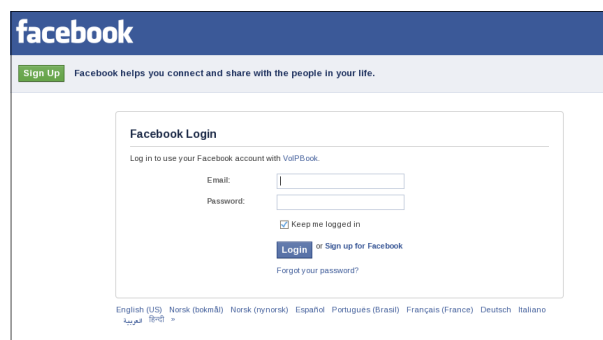 facebook
Sign Up Facebook helps you connect and share with the people in your life.
Facebook Login
Log in to use your Facebook account with VoIPBook.
Email:
Password:
Keep me logged in
Login or Sign up for Facebook
Forgot your password?
English (US) Norsk (bokmål) Norsk (nynorsk) Español Português (Brasil) Français (France) Deutsch Italiano
العربية हिन्दी »